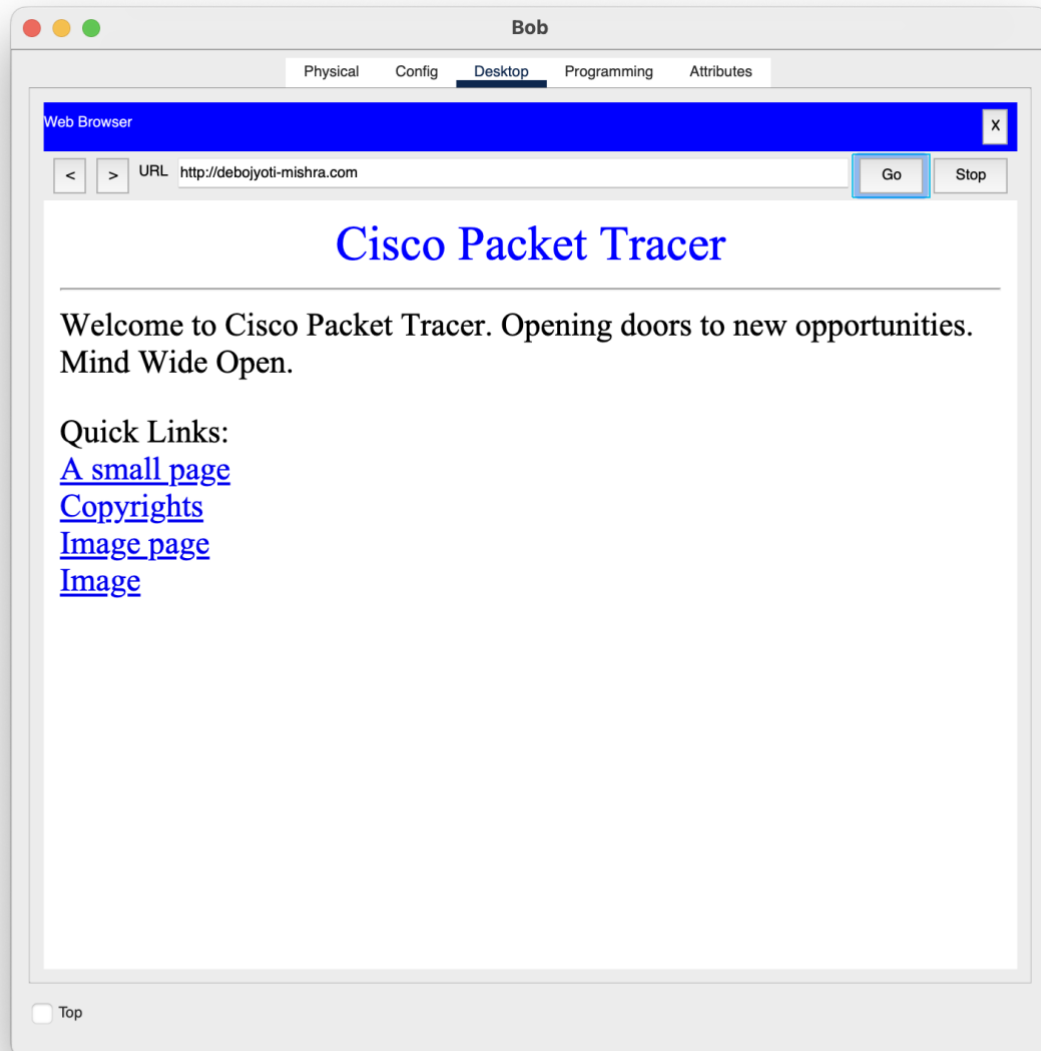 Bob
Physical Config Desktop Programming Attributes
Web Browser X
< > URL http://debojyoti-mishra.com Go Stop
Cisco Packet Tracer
Welcome to Cisco Packet Tracer. Opening doors to new opportunities.
Mind Wide Open.
Quick Links:
A small page
Copyrights
Image page
Image
Top